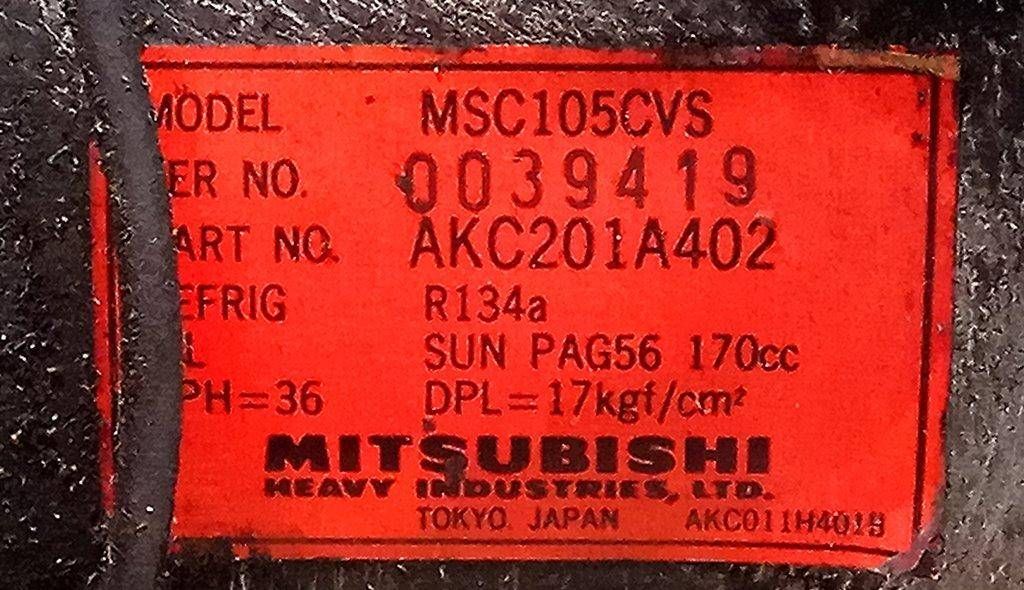 MODEL MSC105CVS
ER NO. 0039419
ART NO. AKC201A402
EFRIG R134a
L SUN PAG56 170cc
PH=36 DPL=17kgf/cm²
MITSUBISHI
HEAVY INDUSTRIES, LTD.
TOKYO JAPAN AKC011H401B